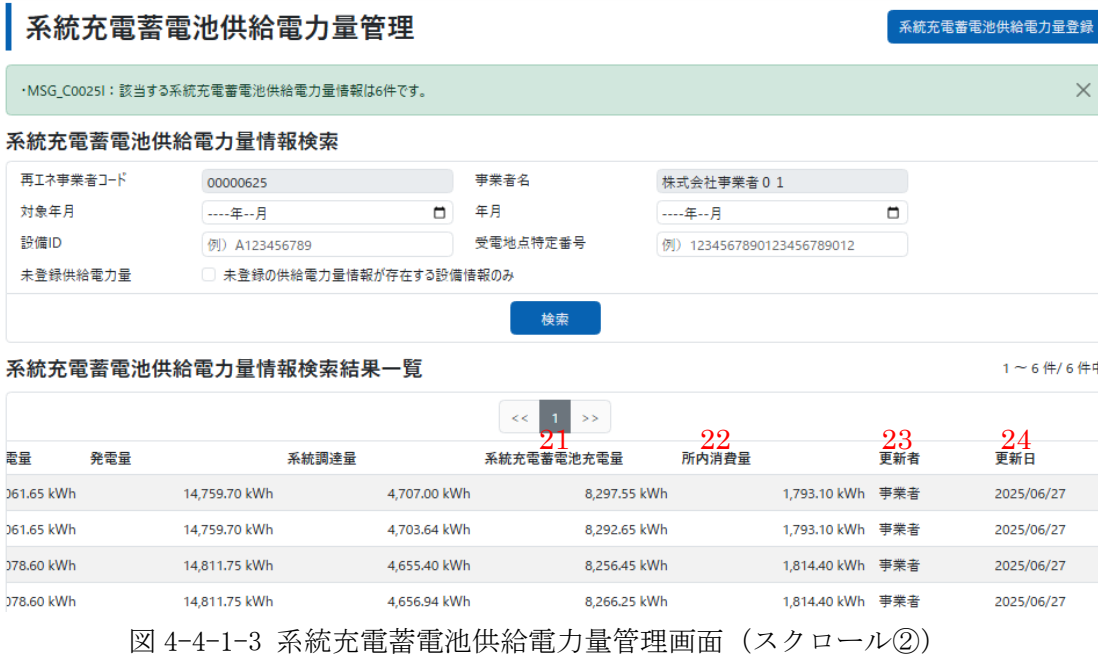 系統充電蓄電池供給電力量管理
系統充電蓄電池供給電力量登録
・MSG_C0025I：該当する系統充電蓄電池供給電力量情報は6件です。
系統充電蓄電池供給電力量情報検索
再エネ事業者コード 00000625 事業者名 株式会社事業者０１
対象年月 ----年--月 年月 ----年--月
設備ID 例）A123456789 受電地点特定番号 例）1234567890123456789012
未登録供給電力量 未登録の供給電力量情報が存在する設備情報のみ
検索
系統充電蓄電池供給電力量情報検索結果一覧 1 ～ 6 件/ 6 件中
<< 1 >>
21 22 23 24
電量 発電量 系統調達量 系統充電蓄電池充電量 所内消費量 更新者 更新日
061.65 kWh 14,759.70 kWh 4,707.00 kWh 8,297.55 kWh 1,793.10 kWh 事業者 2025/06/27
061.65 kWh 14,759.70 kWh 4,703.64 kWh 8,292.65 kWh 1,793.10 kWh 事業者 2025/06/27
078.60 kWh 14,811.75 kWh 4,655.40 kWh 8,256.45 kWh 1,814.40 kWh 事業者 2025/06/27
078.60 kWh 14,811.75 kWh 4,656.94 kWh 8,266.25 kWh 1,814.40 kWh 事業者 2025/06/27
図 4-4-1-3 系統充電蓄電池供給電力量管理画面（スクロール②）